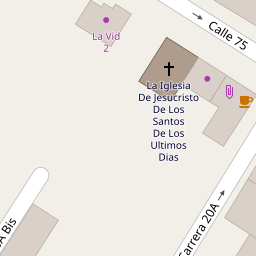 Calle 75
La Vid
2
La Iglesia
De Jesucristo
De Los
Santos
De Los
Ultimos
Dias
Carrera 20A
A Bis